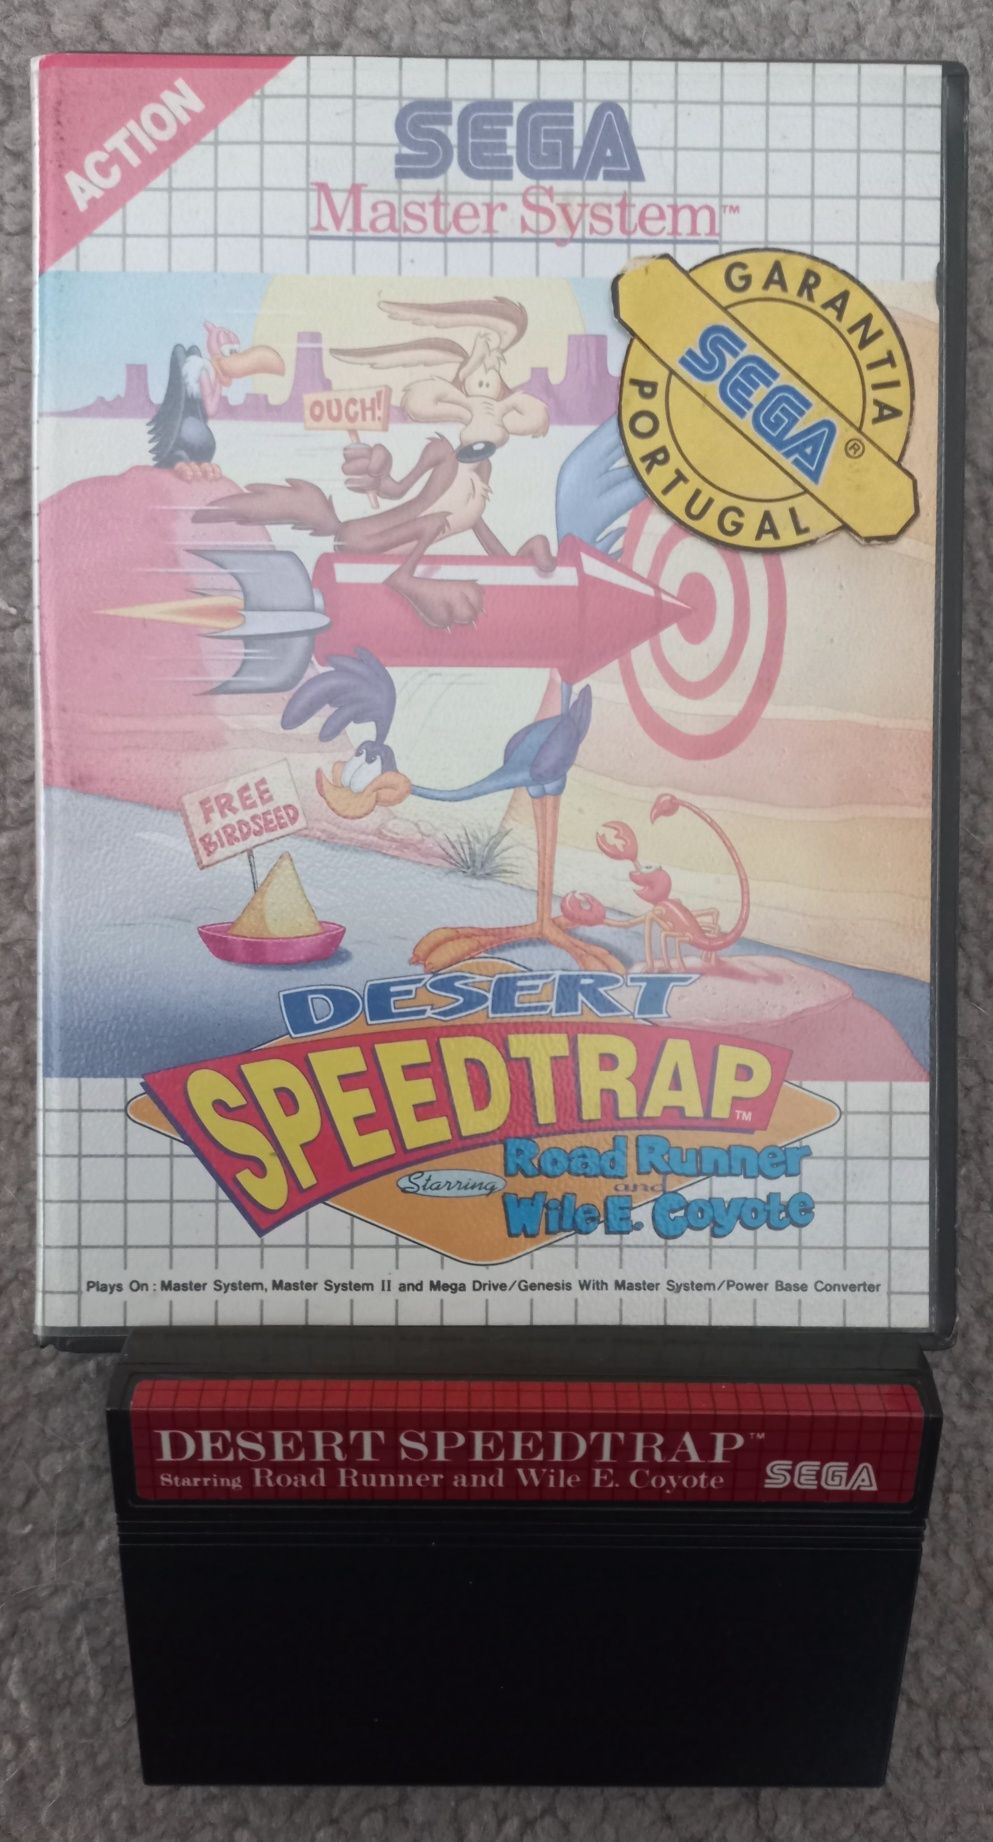 ACTION
SEGA
Master System™
GARANTIA
SEGA®
PORTUGAL
OUCH!
FREE
BIRDSEED
DESERT
SPEEDTRAP™
Starring Road Runner
and
Wile E. Coyote
Plays On : Master System, Master System II and Mega Drive/Genesis With Master System/Power Base Converter
DESERT SPEEDTRAP™
Starring Road Runner and Wile E. Coyote SEGA